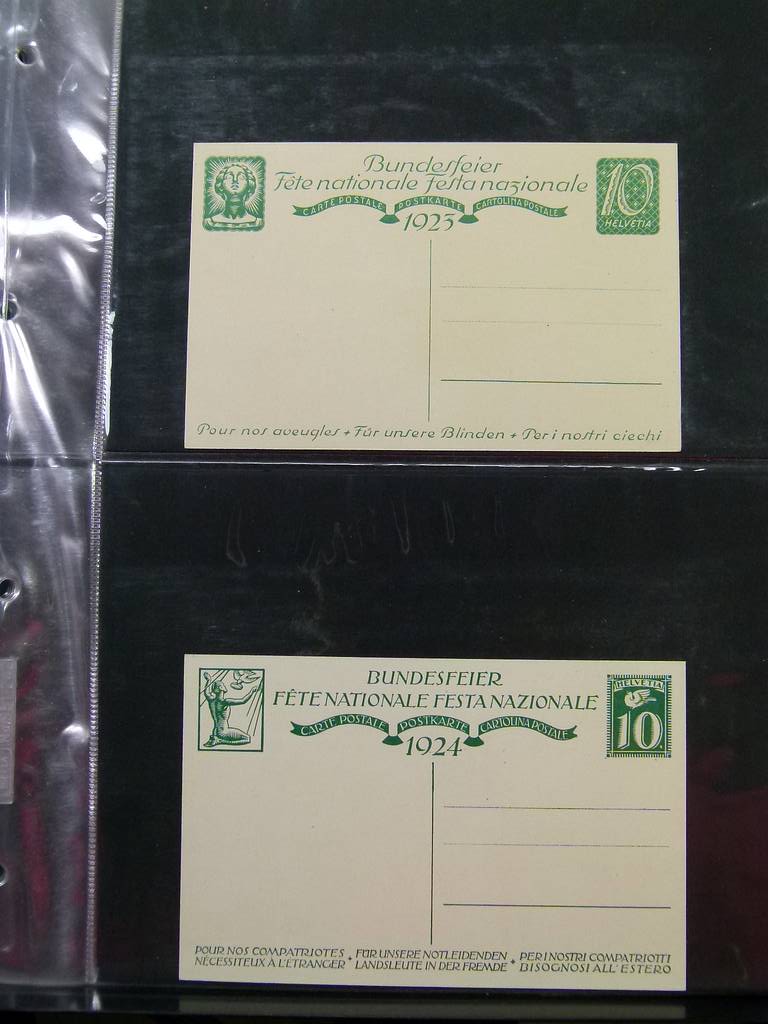 Bundesfeier
Fête nationale Festa nazionale
CARTE POSTALE POSTKARTE CARTOLINA POSTALE
1923
10
HELVETIA
Pour nos aveugles + Für unsere Blinden + Per i nostri ciechi
BUNDESFEIER
FÊTE NATIONALE FESTA NAZIONALE
CARTE POSTALE POSTKARTE CARTOLINA POSTALE
1924
HELVETIA
10
POUR NOS COMPATRIOTES + FÜR UNSERE NOTLEIDENDEN + PER I NOSTRI COMPATRIOTTI
NÉCESSITEUX À L'ÉTRANGER LANDSLEUTE IN DER FREMDE BISOGNOSI ALL'ESTERO